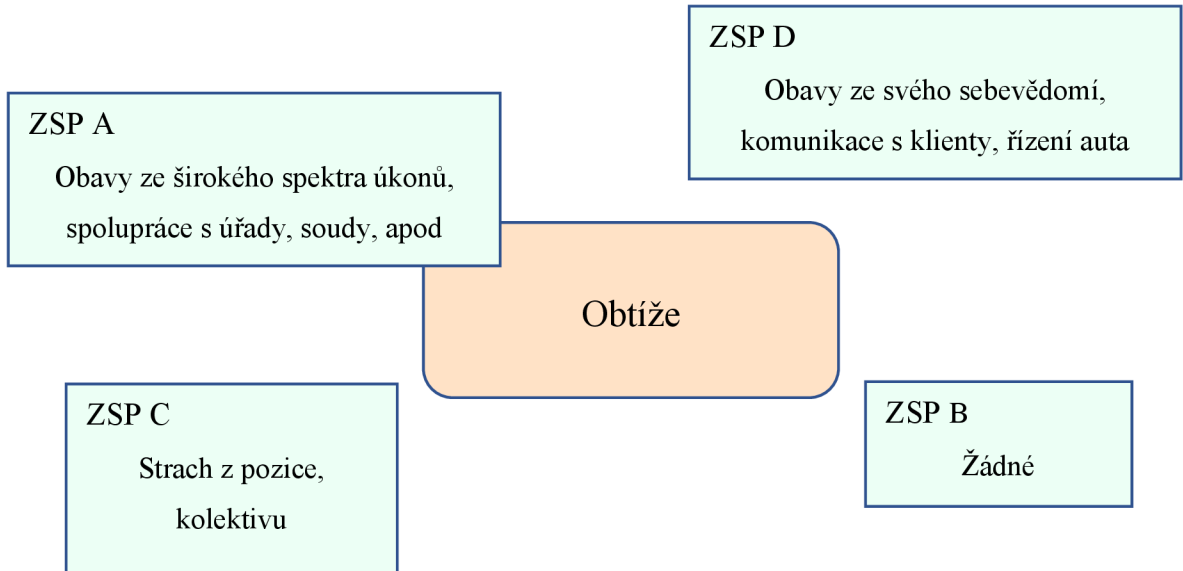 ZSP D
Obavy ze svého sebevědomí,
komunikace s klienty, řízení auta
ZSP A
Obavy ze širokého spektra úkonů,
spolupráce s úřady, soudy, apod
Obtíže
ZSP C
Strach z pozice,
kolektivu
ZSP B
Žádné